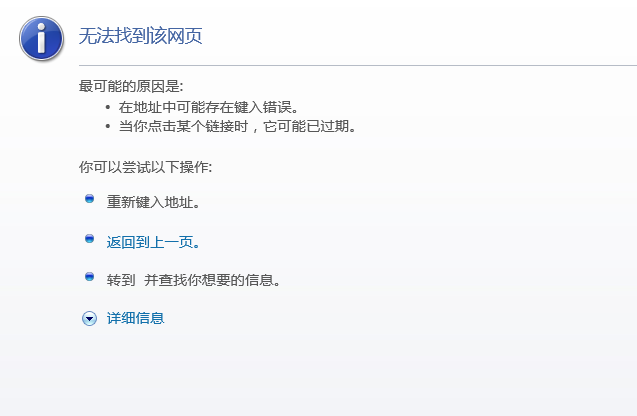 无法找到该网页
最可能的原因是:
• 在地址中可能存在键入错误。
• 当你点击某个链接时，它可能已过期。
你可以尝试以下操作:
重新键入地址。
返回到上一页。
转到 并查找你想要的信息。
详细信息